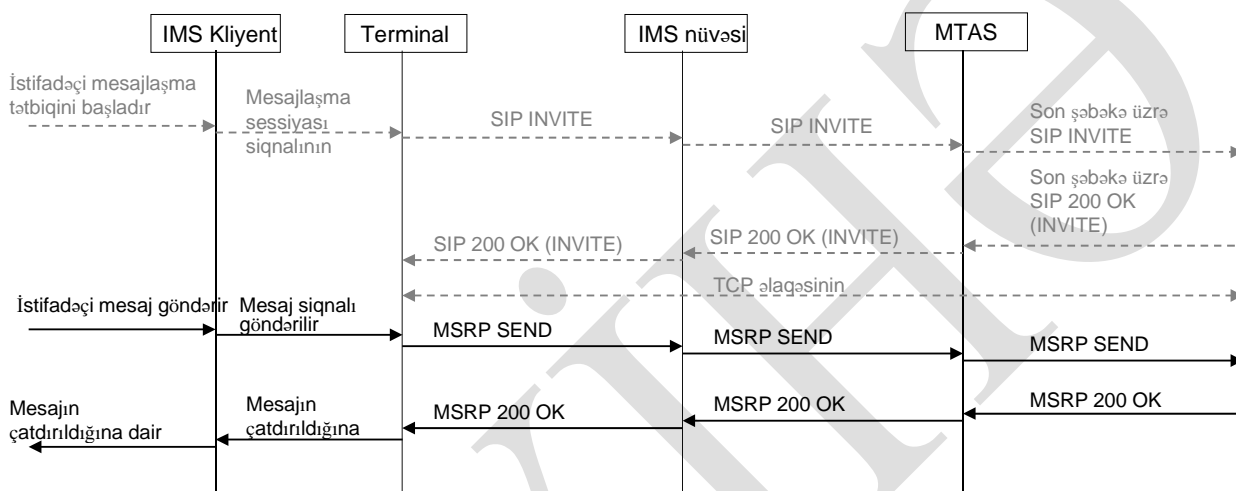 IMS Kliyent
Terminal
IMS nüvəsi
MTAS
İstifadəçi mesajlaşma
tətbiqini başladır
Mesajlaşma
sessiyası
siqnalının
SIP INVITE
SIP INVITE
Son şəbəkə üzrə
SIP INVITE
Son şəbəkə üzrə
SIP 200 OK
(INVITE)
SIP 200 OK (INVITE)
SIP 200 OK (INVITE)
TCP əlaqəsinin
İstifadəçi mesaj göndərir
Mesaj siqnalı
göndərilir
MSRP SEND
MSRP SEND
MSRP SEND
Mesajın
çatdırıldığına dair
Mesajın
çatdırıldığına
MSRP 200 OK
MSRP 200 OK
MSRP 200 OK